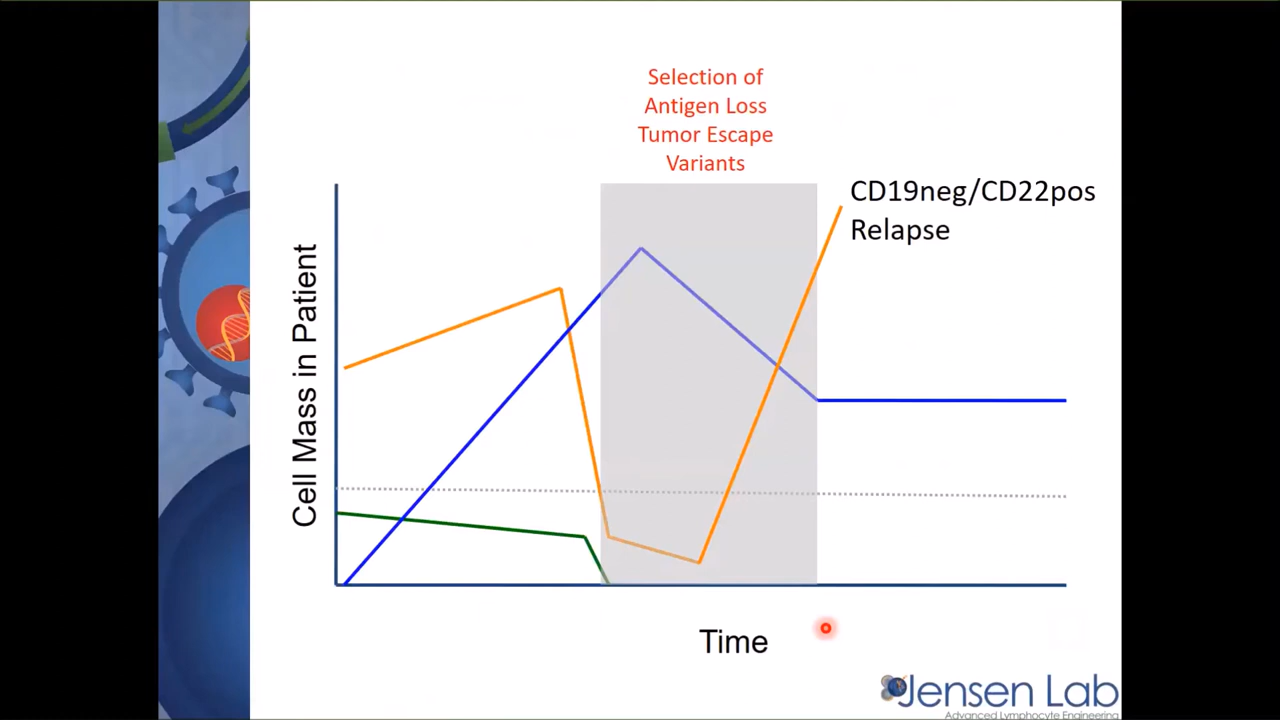 Selection of
Antigen Loss
Tumor Escape
Variants
CD19neg/CD22pos
Relapse
Cell Mass in Patient
Time
Jensen Lab
Advanced Lymphocyte Engineering